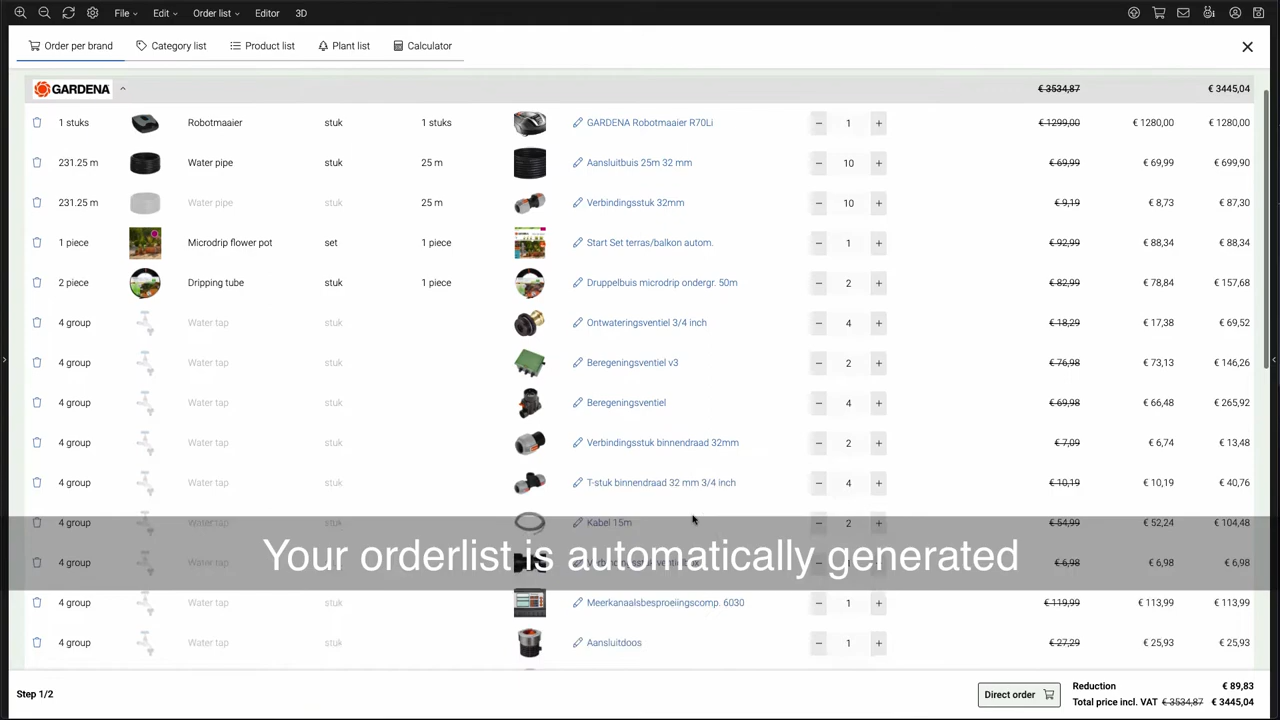 File Edit Order list Editor 3D
Order per brand Category list Product list Plant list Calculator
GARDENA € 3534,87 € 3445,04
1 stuks Robotmaaier stuk 1 stuks GARDENA Robotmaaier R70Li − 1 + € 1299,00 € 1280,00 € 1280,00
231.25 m Water pipe stuk 25 m Aansluitbuis 25m 32 mm − 10 + € 69,99 € 69,99 € 699,90
231.25 m Water pipe stuk 25 m Verbindingsstuk 32mm − 10 + € 9,19 € 8,73 € 87,30
1 piece Microdrip flower pot set 1 piece Start Set terras/balkon autom. − 1 + € 92,99 € 88,34 € 88,34
2 piece Dripping tube stuk 1 piece Druppelbuis microdrip ondergr. 50m − 2 + € 82,99 € 78,84 € 157,68
4 group Water tap stuk Ontwateringsventiel 3/4 inch − 4 + € 18,29 € 17,38 € 69,52
4 group Water tap stuk Beregeningsventiel v3 − 2 + € 76,98 € 73,13 € 146,26
4 group Water tap stuk Beregeningsventiel − 4 + € 69,98 € 66,48 € 265,92
4 group Water tap stuk Verbindingsstuk binnendraad 32mm − 2 + € 7,09 € 6,74 € 13,48
4 group Water tap stuk T-stuk binnendraad 32 mm 3/4 inch − 4 + € 10,19 € 10,19 € 40,76
4 group Water tap stuk Kabel 15m − 2 + € 54,99 € 52,24 € 104,48
Your orderlist is automatically generated
4 group Water tap € 6,98 € 6,98 € 6,98
4 group Water tap stuk Meerkanaalsbesproeiingscomp. 6030 − 1 + € 119,99 € 113,99 € 113,99
4 group Water tap stuk Aansluitdoos − 1 + € 27,29 € 25,93 € 25,93
Step 1/2 Direct order Reduction € 89,83
Total price incl. VAT € 3534,87 € 3445,04